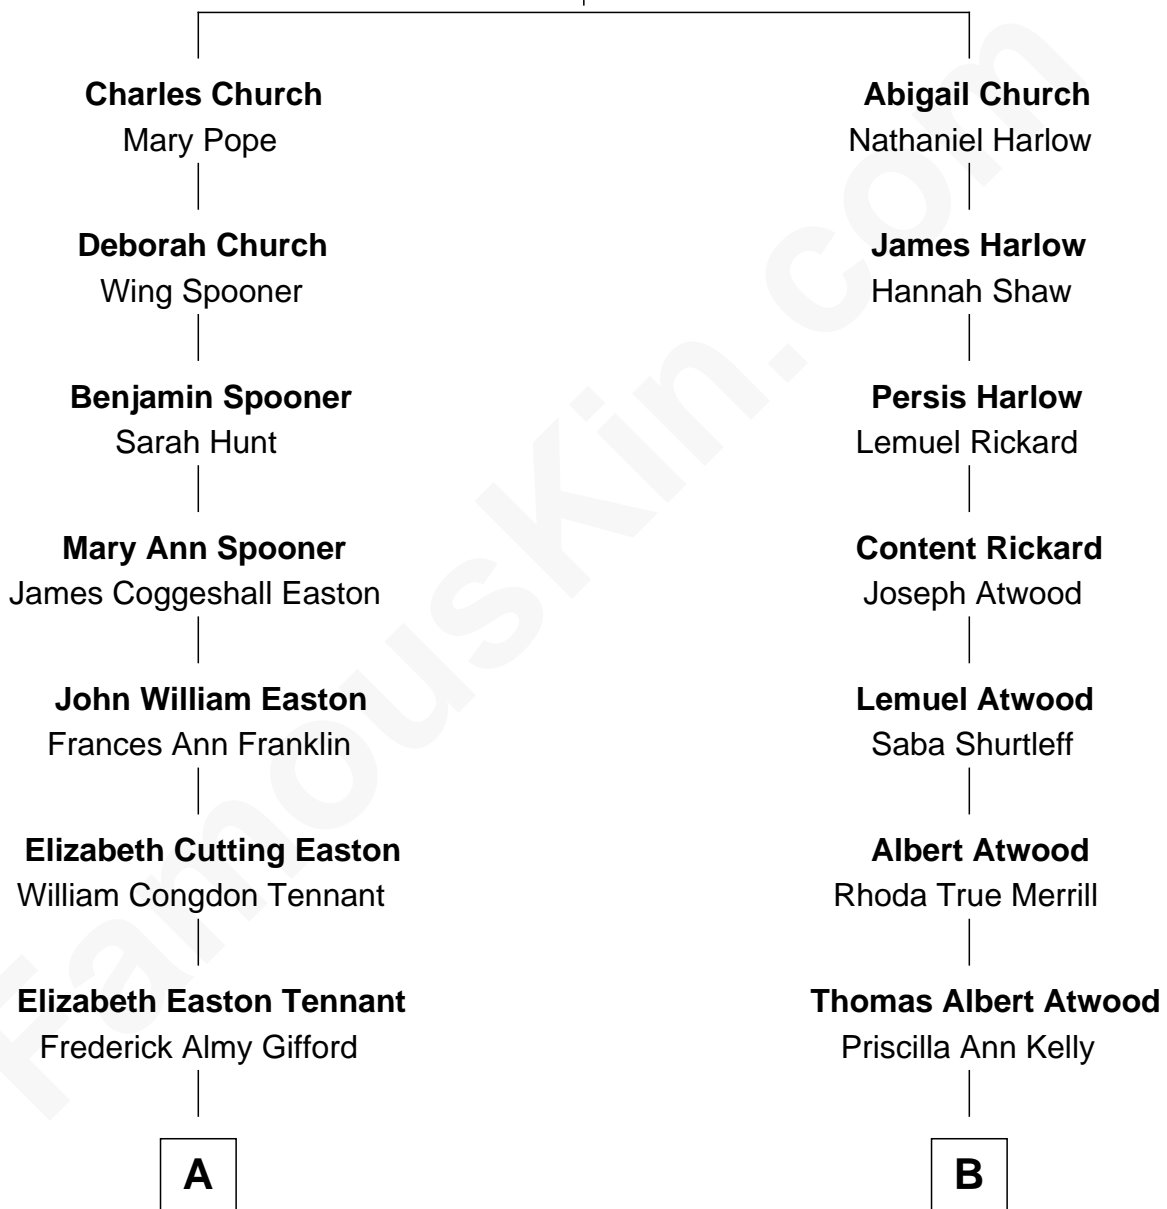 Charles Church
Mary Pope
Deborah Church
Wing Spooner
Benjamin Spooner
Sarah Hunt
Mary Ann Spooner
James Coggeshall Easton
John William Easton
Frances Ann Franklin
Elizabeth Cutting Easton
William Congdon Tennant
Elizabeth Easton Tennant
Frederick Almy Gifford
A
Abigail Church
Nathaniel Harlow
James Harlow
Hannah Shaw
Persis Harlow
Lemuel Rickard
Content Rickard
Joseph Atwood
Lemuel Atwood
Saba Shurtleff
Albert Atwood
Rhoda True Merrill
Thomas Albert Atwood
Priscilla Ann Kelly
B
FamousKin.com